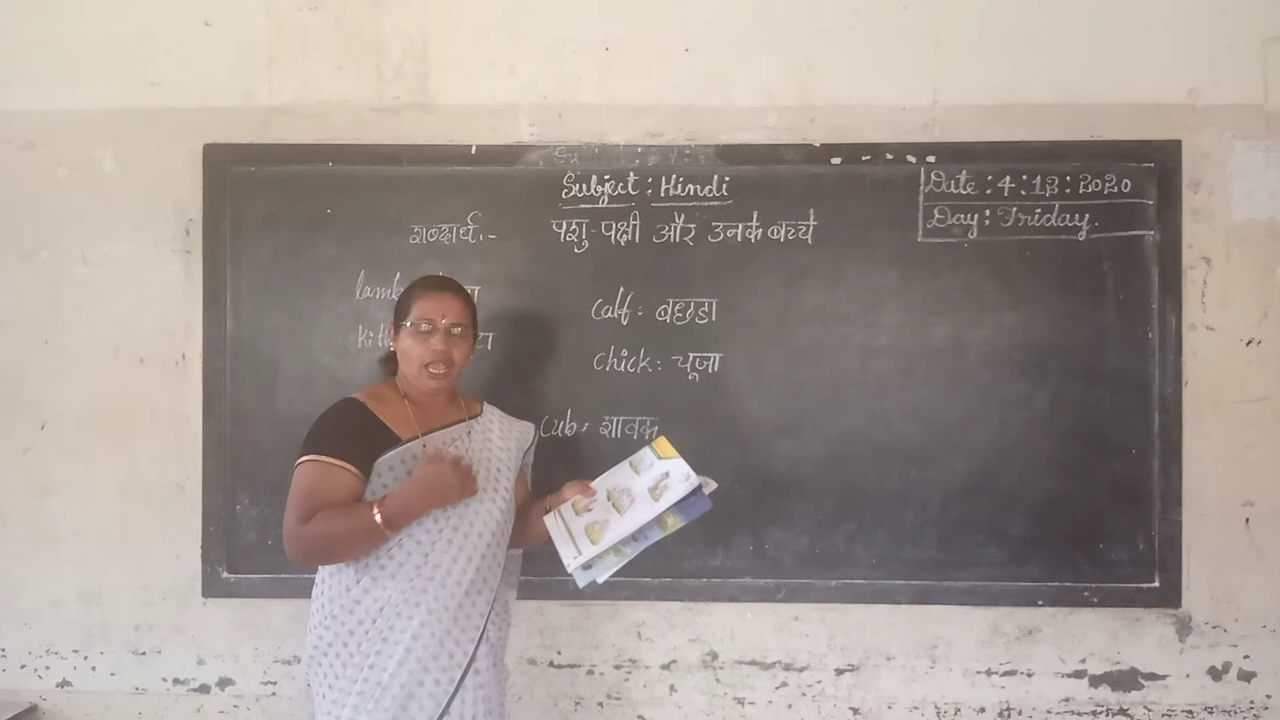 Subject : Hindi
Date : 4 : 12 : 2020
Day : Friday.
शब्दार्थ :-
पशु - पक्षी और उनके बच्चे
lamb
calf : बछडा
chick : चूजा
cub : शावक